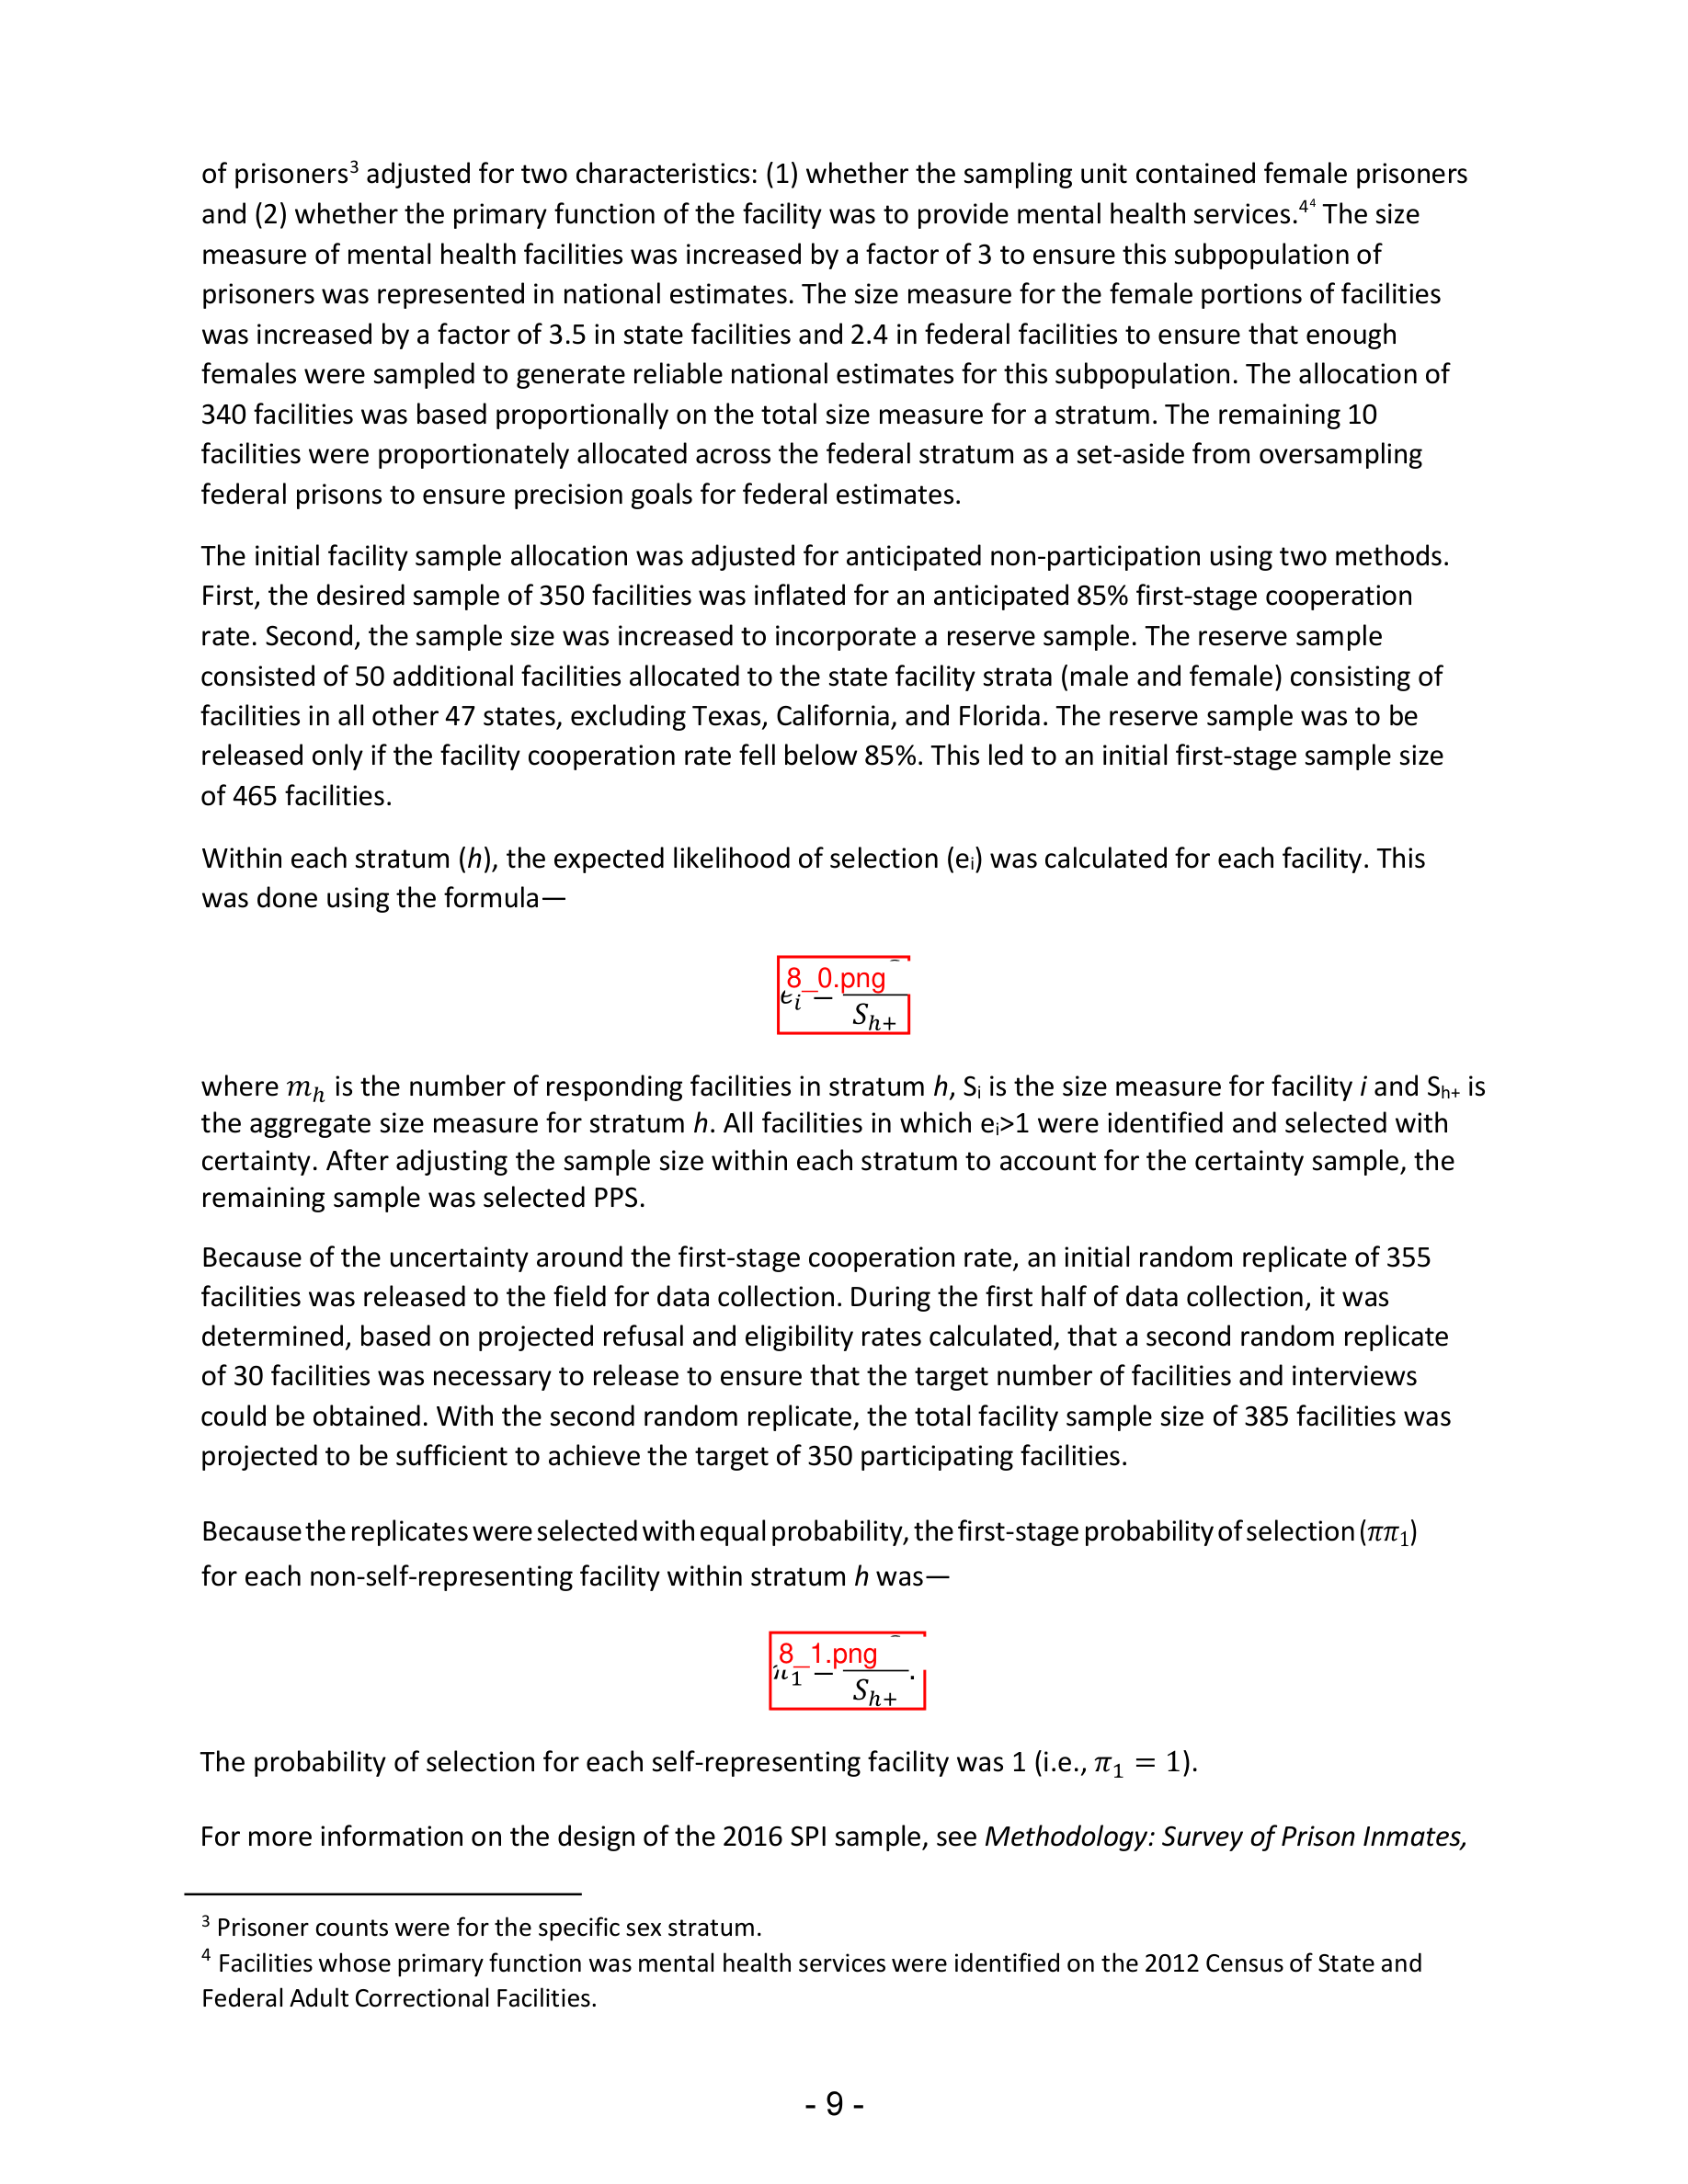 of prisoners³ adjusted for two characteristics: (1) whether the sampling unit contained female prisoners
and (2) whether the primary function of the facility was to provide mental health services.⁴⁴ The size
measure of mental health facilities was increased by a factor of 3 to ensure this subpopulation of
prisoners was represented in national estimates. The size measure for the female portions of facilities
was increased by a factor of 3.5 in state facilities and 2.4 in federal facilities to ensure that enough
females were sampled to generate reliable national estimates for this subpopulation. The allocation of
340 facilities was based proportionally on the total size measure for a stratum. The remaining 10
facilities were proportionately allocated across the federal stratum as a set-aside from oversampling
federal prisons to ensure precision goals for federal estimates.
The initial facility sample allocation was adjusted for anticipated non-participation using two methods.
First, the desired sample of 350 facilities was inflated for an anticipated 85% first-stage cooperation
rate. Second, the sample size was increased to incorporate a reserve sample. The reserve sample
consisted of 50 additional facilities allocated to the state facility strata (male and female) consisting of
facilities in all other 47 states, excluding Texas, California, and Florida. The reserve sample was to be
released only if the facility cooperation rate fell below 85%. This led to an initial first-stage sample size
of 465 facilities.
Within each stratum (h), the expected likelihood of selection (eᵢ) was calculated for each facility. This
was done using the formula—
8_0.png
Sₕ₊
where mₕ is the number of responding facilities in stratum h, Sᵢ is the size measure for facility i and Sₕ₊ is
the aggregate size measure for stratum h. All facilities in which eᵢ>1 were identified and selected with
certainty. After adjusting the sample size within each stratum to account for the certainty sample, the
remaining sample was selected PPS.
Because of the uncertainty around the first-stage cooperation rate, an initial random replicate of 355
facilities was released to the field for data collection. During the first half of data collection, it was
determined, based on projected refusal and eligibility rates calculated, that a second random replicate
of 30 facilities was necessary to release to ensure that the target number of facilities and interviews
could be obtained. With the second random replicate, the total facility sample size of 385 facilities was
projected to be sufficient to achieve the target of 350 participating facilities.
Because the replicates were selected with equal probability, the first-stage probability of selection (ππ₁)
for each non-self-representing facility within stratum h was—
8_1.png
Sₕ₊
The probability of selection for each self-representing facility was 1 (i.e., π₁ = 1).
For more information on the design of the 2016 SPI sample, see Methodology: Survey of Prison Inmates,
³ Prisoner counts were for the specific sex stratum.
⁴ Facilities whose primary function was mental health services were identified on the 2012 Census of State and
Federal Adult Correctional Facilities.
- 9 -